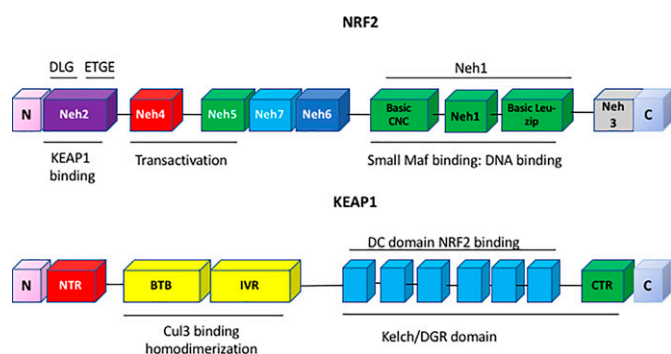 NRF2
DLG ETGE
Neh1
N Neh2 Neh4 Neh5 Neh7 Neh6 Basic CNC Neh1 Basic Leu-zip Neh 3 C
KEAP1 binding
Transactivation
Small Maf binding: DNA binding
KEAP1
DC domain NRF2 binding
N NTR BTB IVR CTR C
Cul3 binding
homodimerization
Kelch/DGR domain